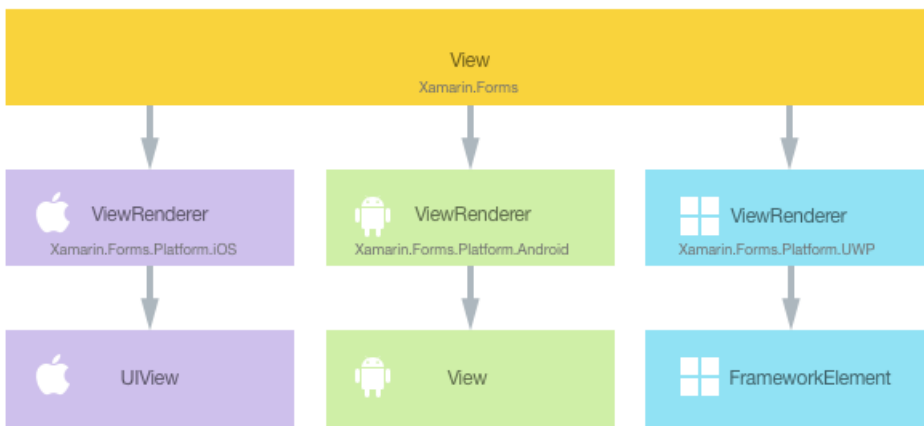 View
Xamarin.Forms
ViewRenderer
Xamarin.Forms.Platform.iOS
ViewRenderer
Xamarin.Forms.Platform.Android
ViewRenderer
Xamarin.Forms.Platform.UWP
UIView
View
FrameworkElement